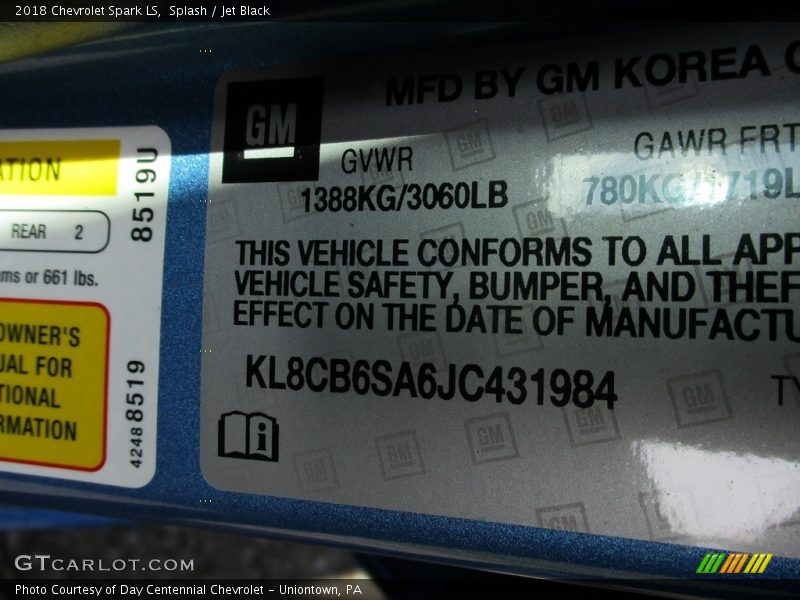 2018 Chevrolet Spark LS, Splash / Jet Black
MFD BY GM KOREA
GM
GVWR
GAWR FRT
1388KG/3060LB
THIS VEHICLE CONFORMS TO ALL APP
VEHICLE SAFETY, BUMPER, AND THEF
EFFECT ON THE DATE OF MANUFACTU
KL8CB6SA6JC431984
ATION
REAR 2
ms or 661 lbs.
8519U
OWNER'S
UAL FOR
TIONAL
RMATION
4248 8519
GTCARLOT.COM
Photo Courtesy of Day Centennial Chevrolet - Uniontown, PA